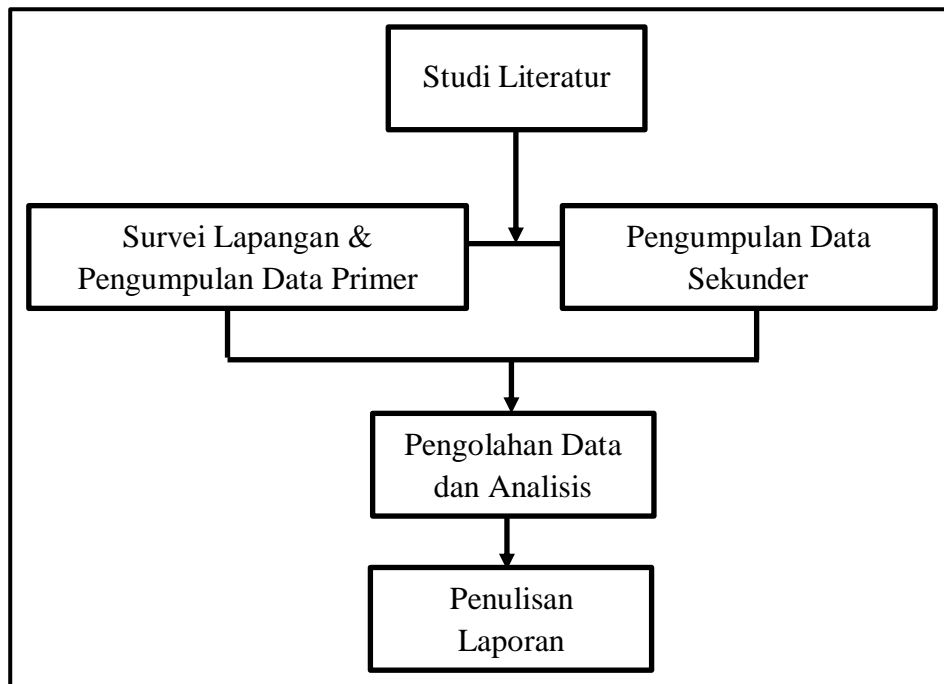 Studi Literatur
Survei Lapangan &
Pengumpulan Data Primer
Pengumpulan Data
Sekunder
Pengolahan Data
dan Analisis
Penulisan
Laporan